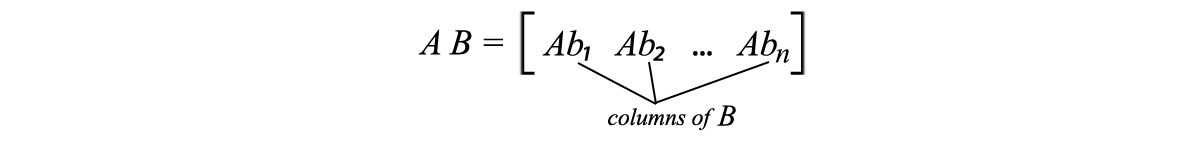 A B = [ Ab₁ Ab₂ ... Abₙ ]
columns of B